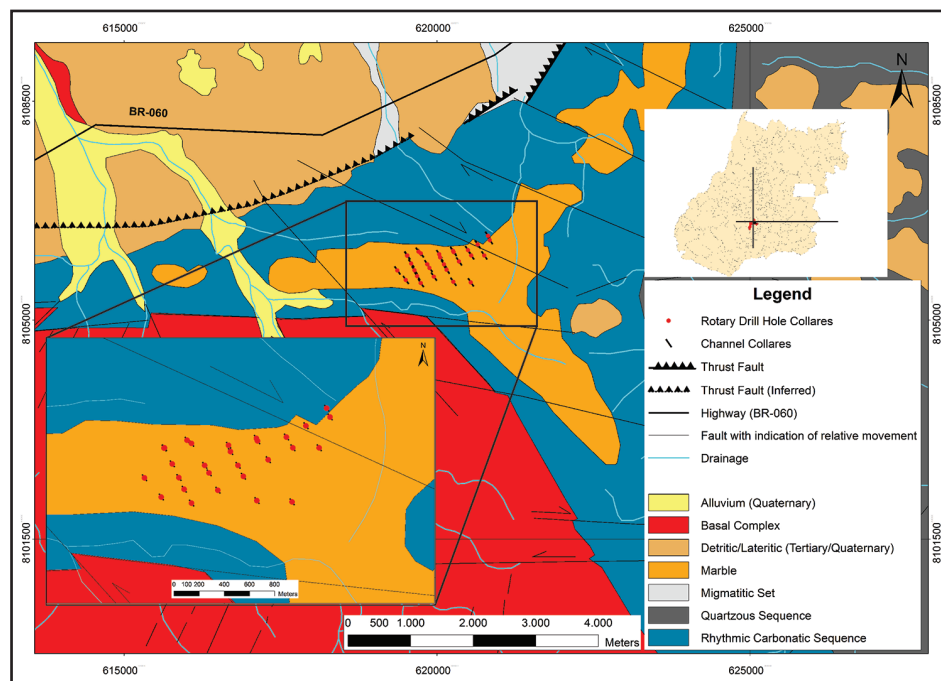 615000 620000 625000
8108500 8108500
BR-060
N
8105000 8105000
Legend
Rotary Drill Hole Collares
Channel Collares
Thrust Fault
Thrust Fault (Inferred)
Highway (BR-060)
Fault with indication of relative movement
Drainage
Alluvium (Quaternary)
Basal Complex
Detritic/Lateritic (Tertiary/Quaternary)
Marble
Migmatitic Set
Quartzous Sequence
Rhythmic Carbonatic Sequence
N
8101500 8101500
0 100 200 400 600 800
Meters
0 500 1.000 2.000 3.000 4.000
Meters
615000 620000 625000